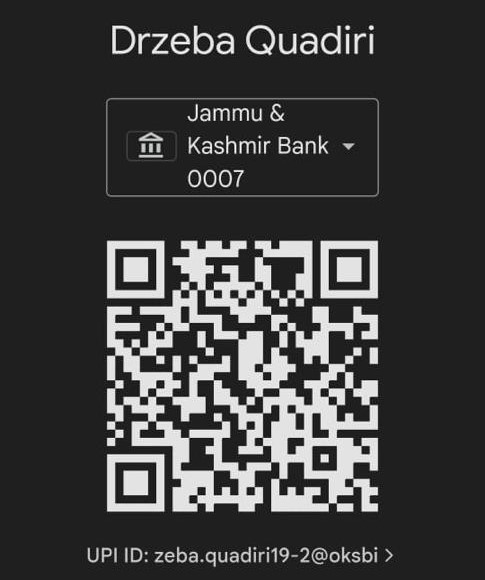 Drzeba Quadiri
Jammu &
Kashmir Bank
0007
UPI ID: zeba.quadiri19-2@oksbi >